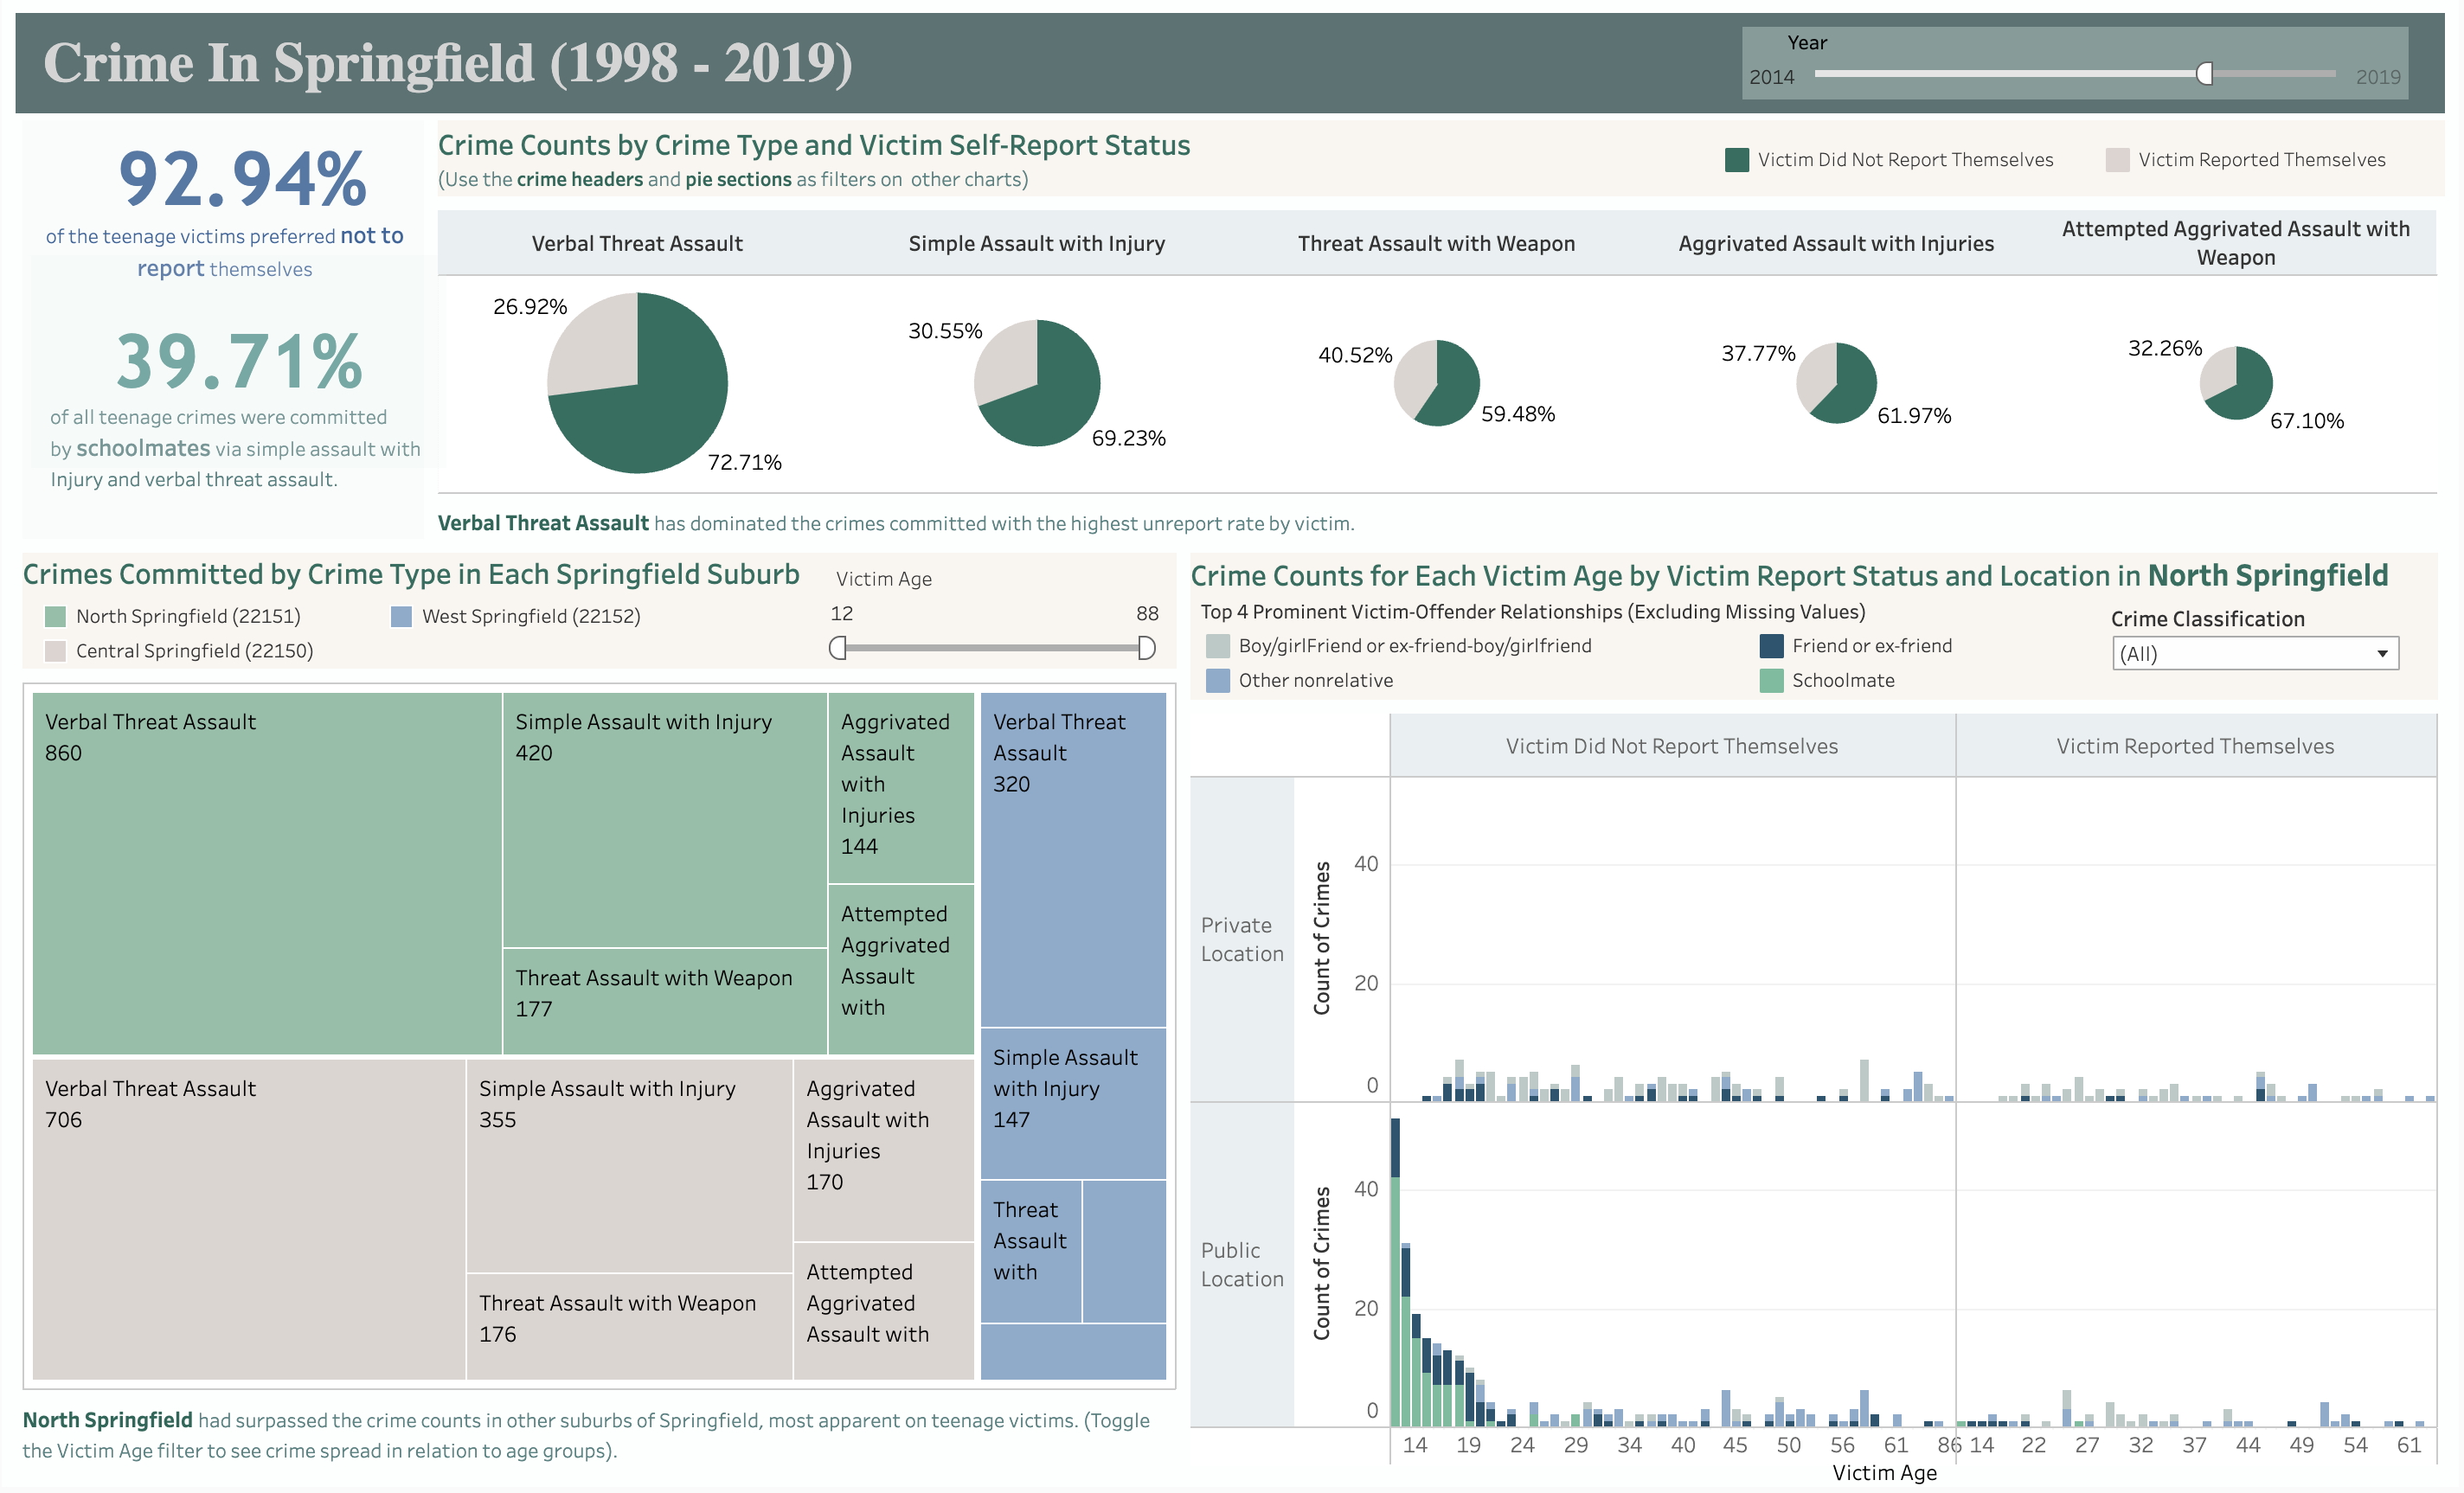 Crime In Springfield (1998 - 2019)
Year
2014
2019
92.94%
of the teenage victims preferred not to
report themselves
39.71%
of all teenage crimes were committed
by schoolmates via simple assault with
Injury and verbal threat assault.
Crime Counts by Crime Type and Victim Self-Report Status
(Use the crime headers and pie sections as filters on other charts)
Victim Did Not Report Themselves
Victim Reported Themselves
Verbal Threat Assault
Simple Assault with Injury
Threat Assault with Weapon
Aggrivated Assault with Injuries
Attempted Aggrivated Assault with
Weapon
26.92%
72.71%
30.55%
69.23%
40.52%
59.48%
37.77%
61.97%
32.26%
67.10%
Verbal Threat Assault has dominated the crimes committed with the highest unreport rate by victim.
Crimes Committed by Crime Type in Each Springfield Suburb
North Springfield (22151)
West Springfield (22152)
Central Springfield (22150)
Victim Age
12
88
Verbal Threat Assault
860
Simple Assault with Injury
420
Threat Assault with Weapon
177
Aggrivated
Assault
with
Injuries
144
Attempted
Aggrivated
Assault
with
Verbal Threat
Assault
320
Simple Assault
with Injury
147
Threat
Assault
with
Verbal Threat Assault
706
Simple Assault with Injury
355
Threat Assault with Weapon
176
Aggrivated
Assault with
Injuries
170
Attempted
Aggrivated
Assault with
North Springfield had surpassed the crime counts in other suburbs of Springfield, most apparent on teenage victims. (Toggle
the Victim Age filter to see crime spread in relation to age groups).
Crime Counts for Each Victim Age by Victim Report Status and Location in North Springfield
Top 4 Prominent Victim-Offender Relationships (Excluding Missing Values)
Boy/girlFriend or ex-friend-boy/girlfriend
Friend or ex-friend
Other nonrelative
Schoolmate
Crime Classification
(All)
Victim Did Not Report Themselves
Victim Reported Themselves
Private
Location
Count of Crimes
40
20
0
Public
Location
Count of Crimes
40
20
0
14 19 24 29 34 40 45 50 56 61 86 14 22 27 32 37 44 49 54 61
Victim Age